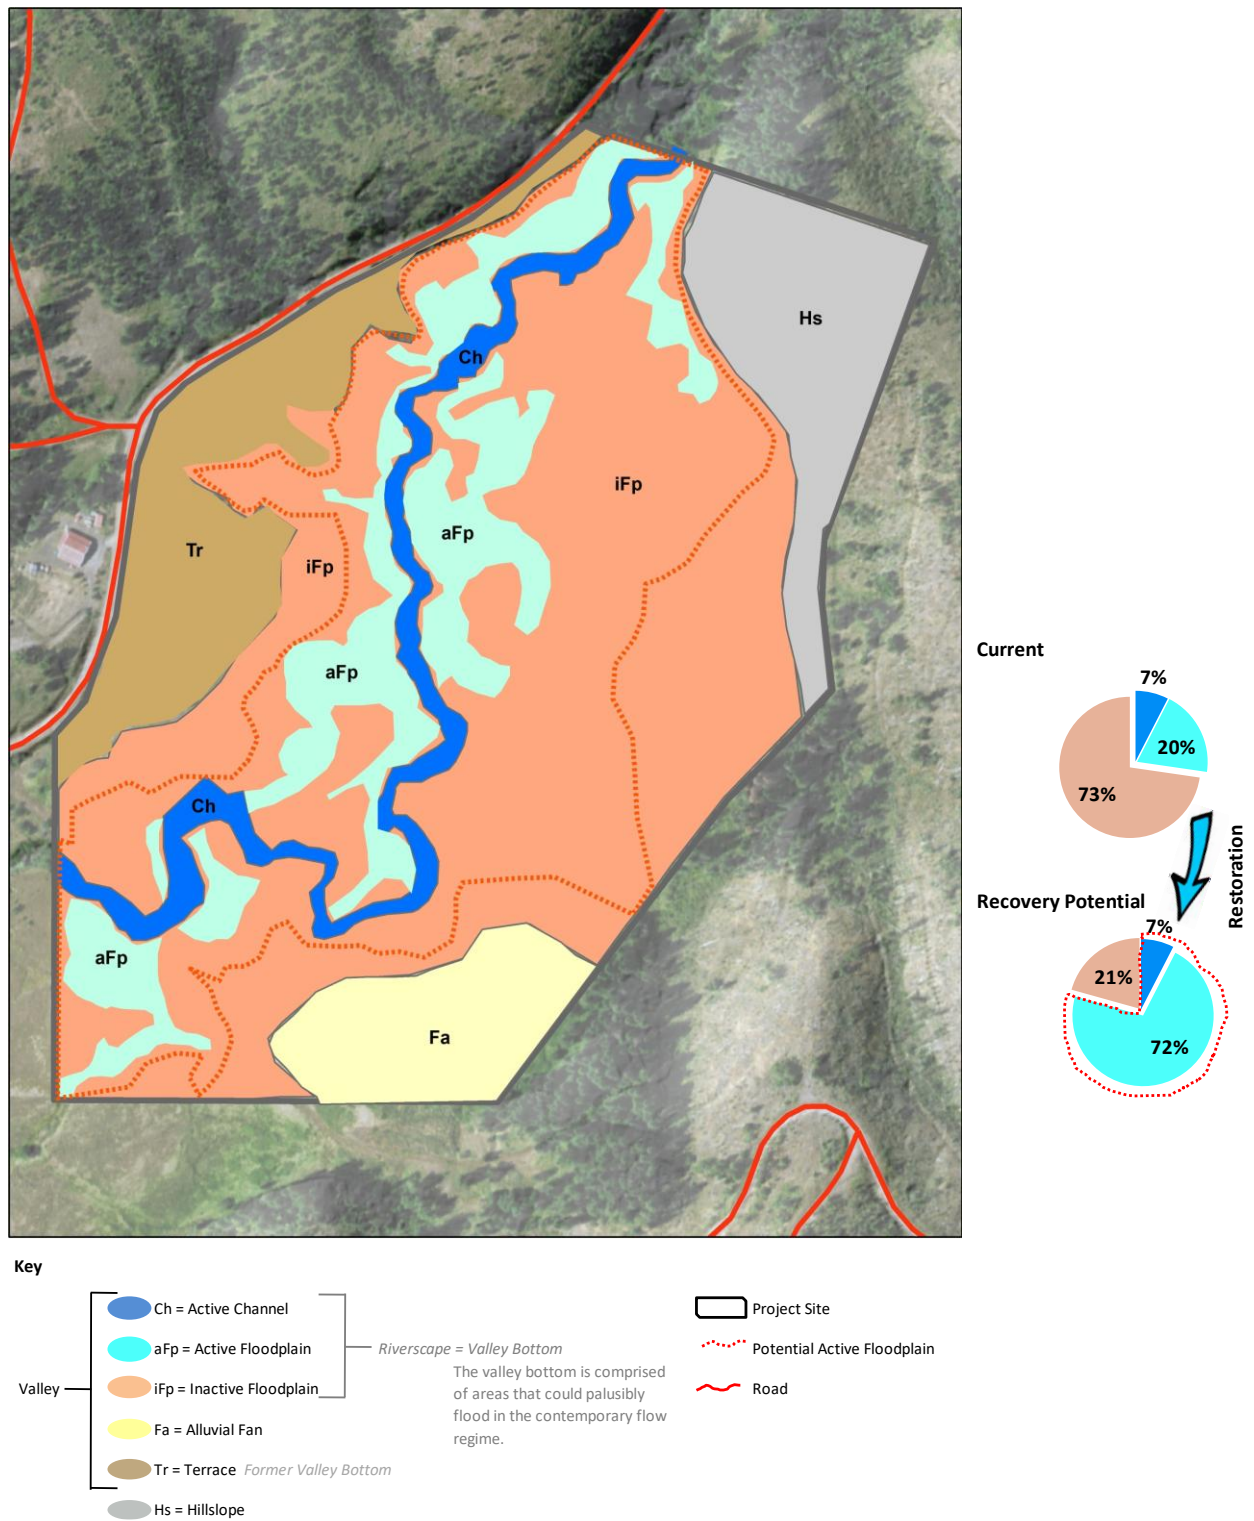 Hs
Ch
iFp
aFp
Tr
iFp
aFp
Ch
aFp
Fa
Current
7%
20%
73%
Restoration
Recovery Potential
7%
21%
72%
Key
Valley
Ch = Active Channel
aFp = Active Floodplain
iFp = Inactive Floodplain
Fa = Alluvial Fan
Tr = Terrace Former Valley Bottom
Hs = Hillslope
Riverscape = Valley Bottom
The valley bottom is comprised
of areas that could palusibly
flood in the contemporary flow
regime.
Project Site
Potential Active Floodplain
Road